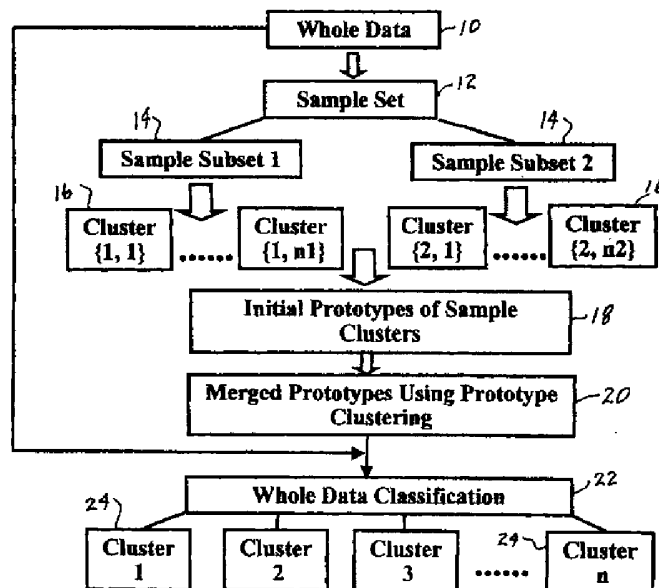 Whole Data
10
Sample Set
12
14
14
Sample Subset 1
Sample Subset 2
16
16
Cluster
{1, 1}
......
Cluster
{1, n1}
Cluster
{2, 1}
......
Cluster
{2, n2}
Initial Prototypes of Sample
Clusters
18
Merged Prototypes Using Prototype
Clustering
20
22
Whole Data Classification
24
24
Cluster
1
Cluster
2
Cluster
3
......
Cluster
n